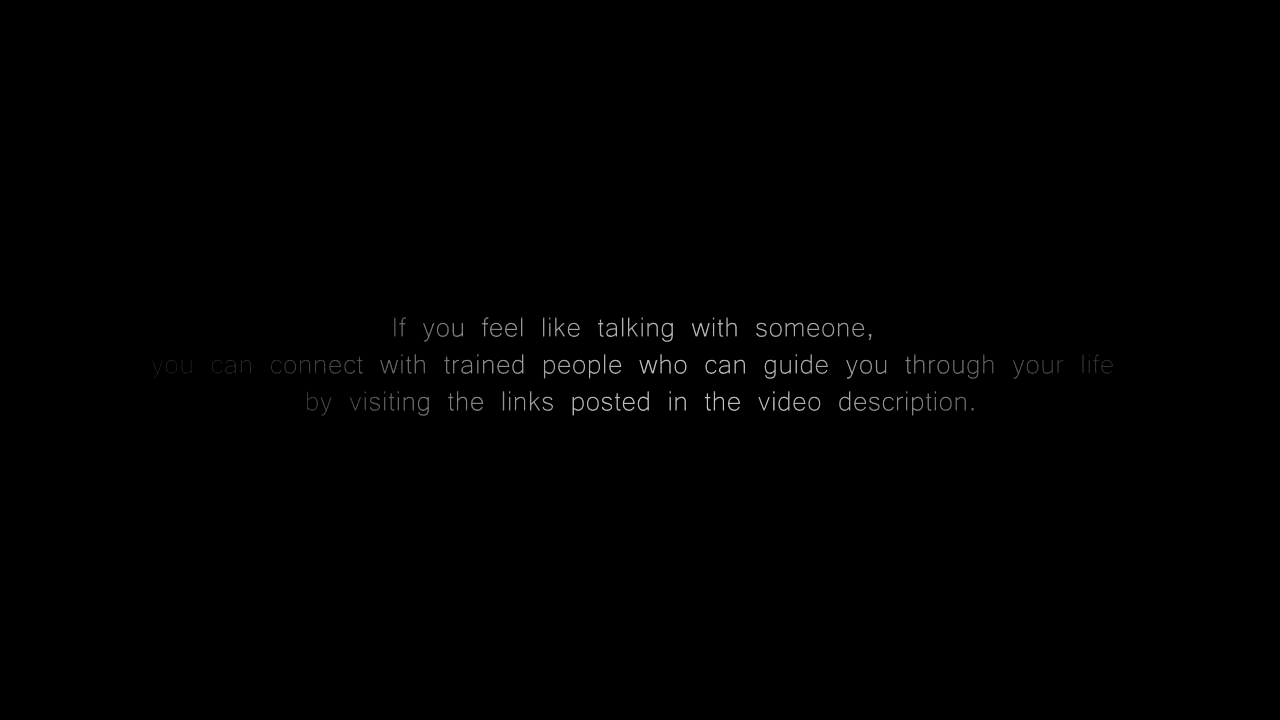 If you feel like talking with someone,
you can connect with trained people who can guide you through your life
by visiting the links posted in the video description.